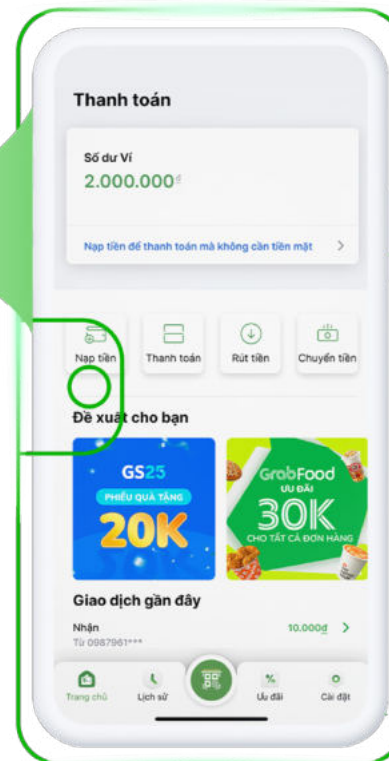 Thanh toán
Số dư Ví
2.000.000đ
Nạp tiền để thanh toán mà không cần tiền mặt
Nạp tiền
Thanh toán
Rút tiền
Chuyển tiền
Đề xuất cho bạn
GS25
PHIẾU QUÀ TẶNG
20K
GrabFood
ƯU ĐÃI
30K
CHO TẤT CẢ ĐƠN HÀNG
Giao dịch gần đây
Nhận
10.000đ
Từ 0987961***
Trang chủ
Lịch sử
Ưu đãi
Cài đặt